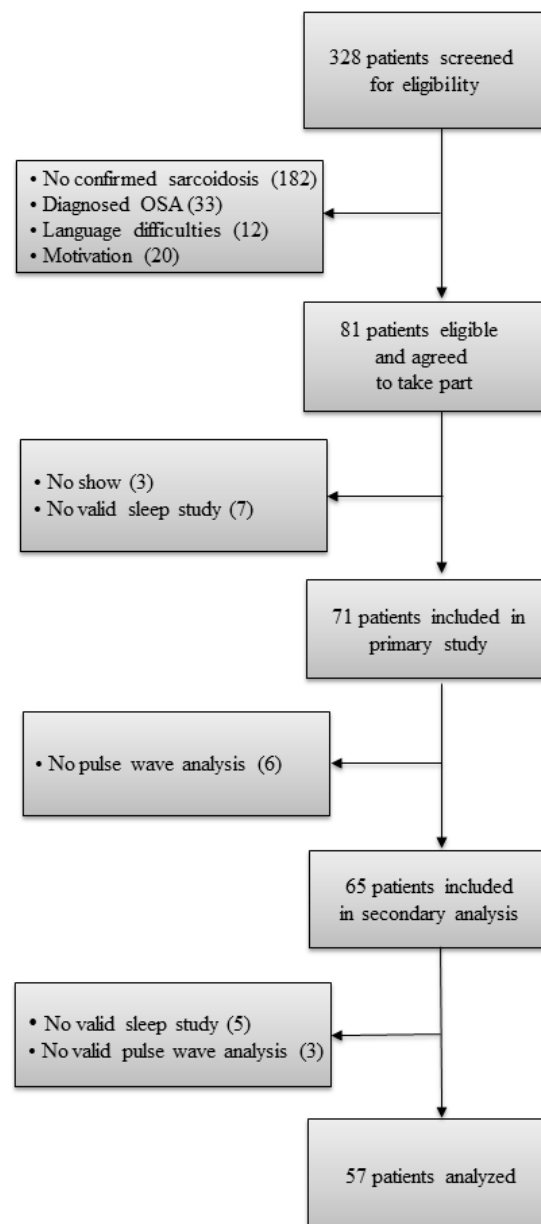 328 patients screened
for eligibility
• No confirmed sarcoidosis (182)
• Diagnosed OSA (33)
• Language difficulties (12)
• Motivation (20)
81 patients eligible
and agreed
to take part
• No show (3)
• No valid sleep study (7)
71 patients included in
primary study
• No pulse wave analysis (6)
65 patients included
in secondary analysis
• No valid sleep study (5)
• No valid pulse wave analysis (3)
57 patients analyzed